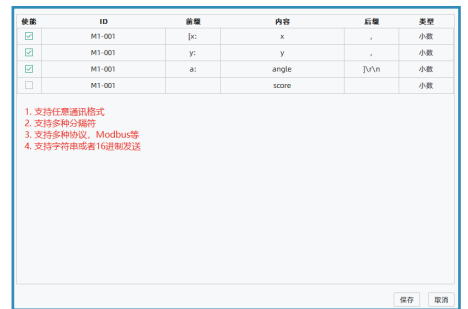 使能 ID 前缀 内容 后缀 类型
M1-001 [x: x , 小数
M1-001 y: y , 小数
M1-001 a: angle ]\r\n 小数
M1-001 score 小数
1. 支持任意通讯格式
2. 支持多种分隔符
3. 支持多种协议，Modbus等
4. 支持字符串或者16进制发送
保存 取消